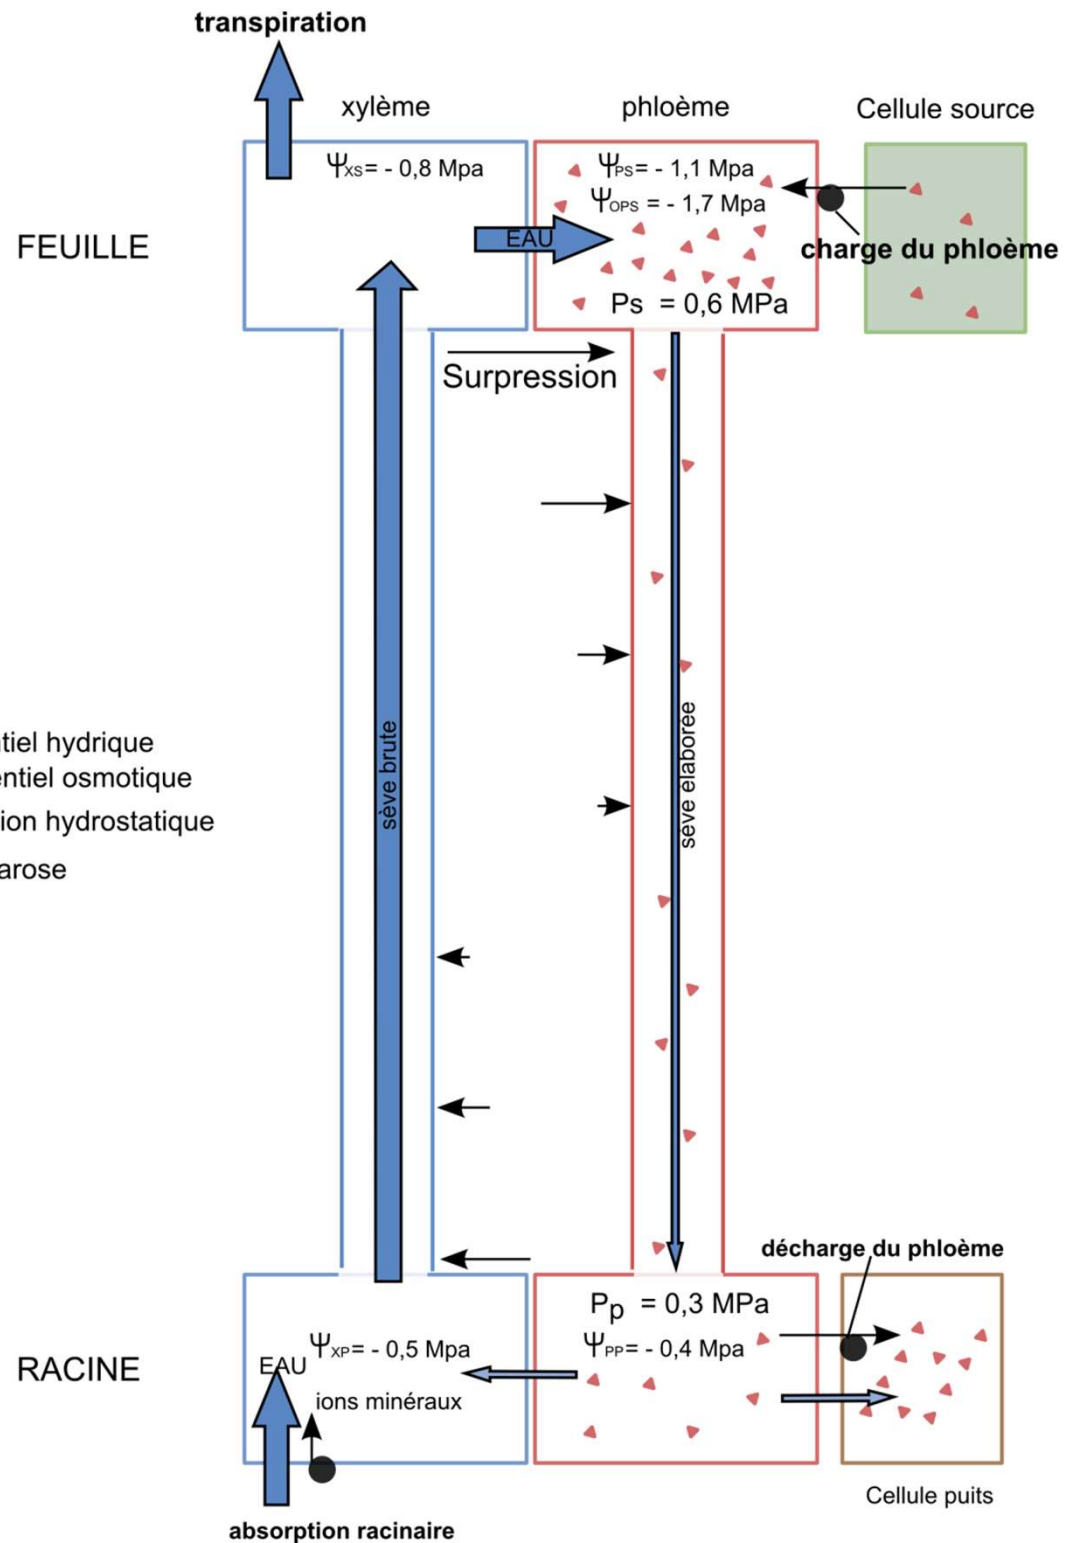 transpiration
xylème
phloème
Cellule source
ΨXS= - 0,8 Mpa
ΨPS= - 1,1 Mpa
ΨOPS = - 1,7 Mpa
FEUILLE
EAU
charge du phloème
Ps = 0,6 MPa
Surpression
sève brute
sève élaborée
tiel hydrique
entiel osmotique
ion hydrostatique
arose
décharge du phloème
Pp = 0,3 MPa
ΨXP= - 0,5 Mpa
ΨPP= - 0,4 Mpa
RACINE
EAU
ions minéraux
Cellule puits
absorption racinaire